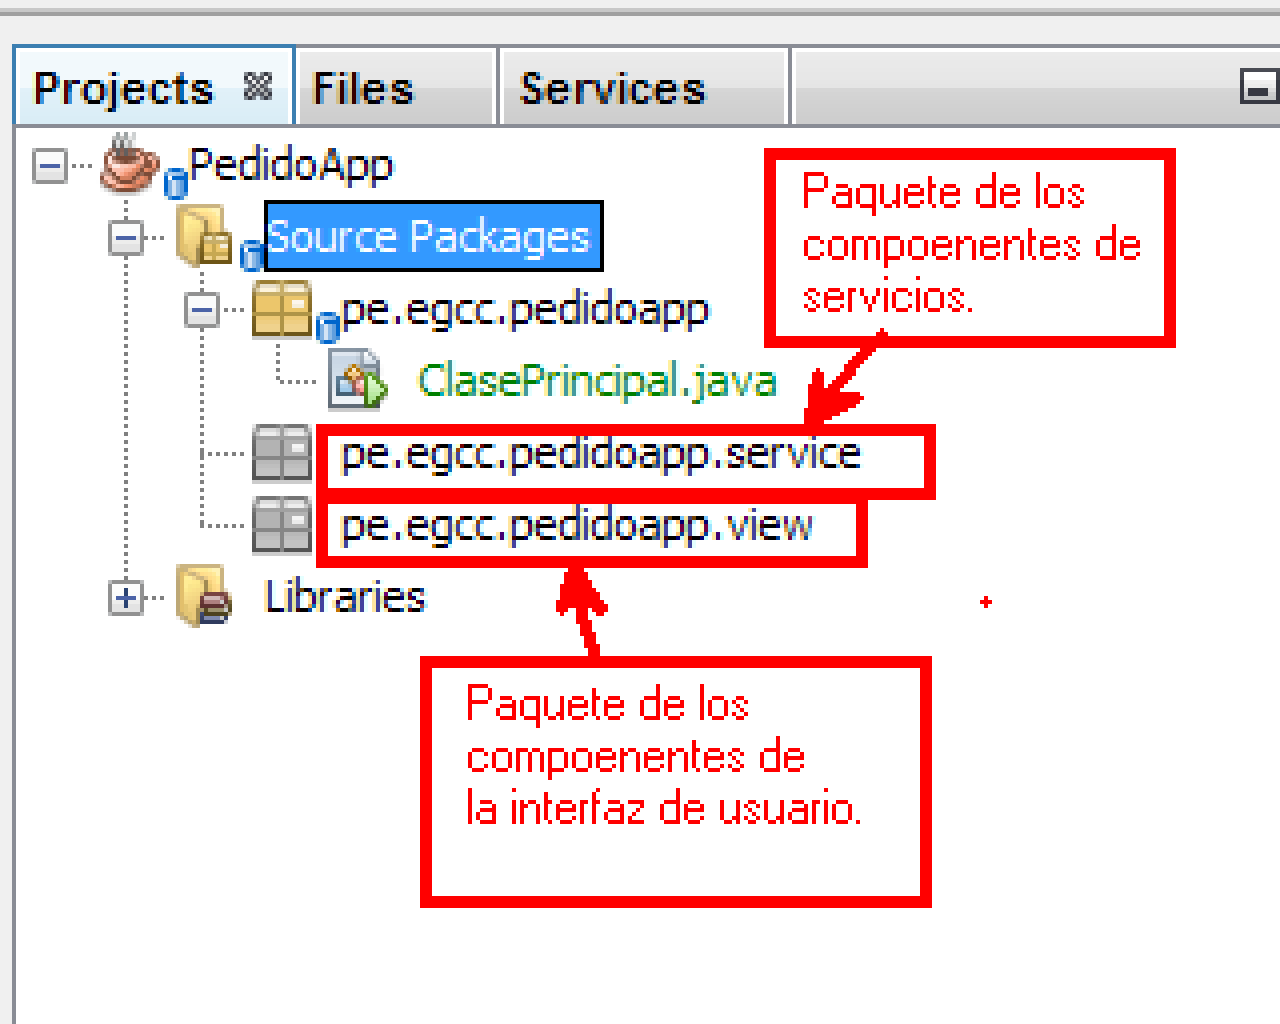 Projects Files Services
PedidoApp
Source Packages
pe.egcc.pedidoapp
ClasePrincipal.java
pe.egcc.pedidoapp.service
pe.egcc.pedidoapp.view
Libraries
Paquete de los
compoenentes de
servicios.
Paquete de los
compoenentes de
la interfaz de usuario.